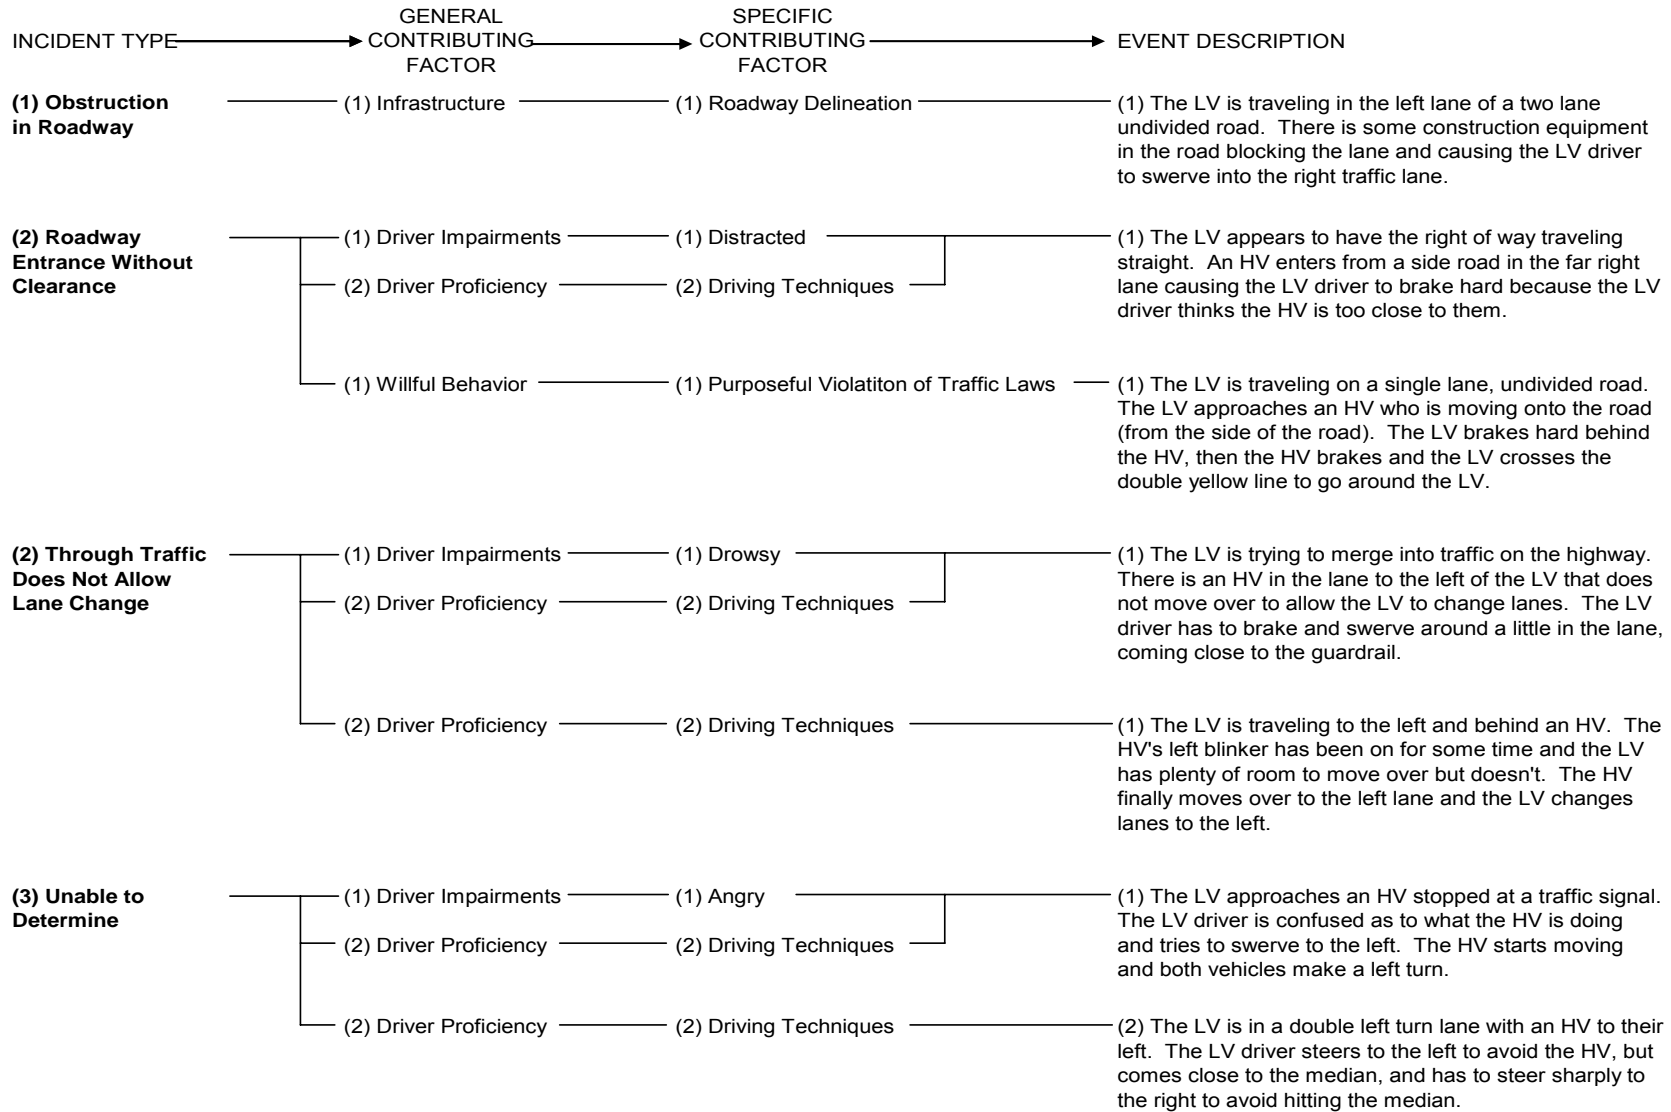 INCIDENT TYPE
GENERAL
CONTRIBUTING
FACTOR
SPECIFIC
CONTRIBUTING
FACTOR
EVENT DESCRIPTION
(1) Obstruction
in Roadway
(1) Infrastructure
(1) Roadway Delineation
(1) The LV is traveling in the left lane of a two lane
undivided road. There is some construction equipment
in the road blocking the lane and causing the LV driver
to swerve into the right traffic lane.
(2) Roadway
Entrance Without
Clearance
(1) Driver Impairments
(1) Distracted
(2) Driver Proficiency
(2) Driving Techniques
(1) The LV appears to have the right of way traveling
straight. An HV enters from a side road in the far right
lane causing the LV driver to brake hard because the LV
driver thinks the HV is too close to them.
(1) Willful Behavior
(1) Purposeful Violatiton of Traffic Laws
(1) The LV is traveling on a single lane, undivided road.
The LV approaches an HV who is moving onto the road
(from the side of the road). The LV brakes hard behind
the HV, then the HV brakes and the LV crosses the
double yellow line to go around the LV.
(2) Through Traffic
Does Not Allow
Lane Change
(1) Driver Impairments
(1) Drowsy
(2) Driver Proficiency
(2) Driving Techniques
(1) The LV is trying to merge into traffic on the highway.
There is an HV in the lane to the left of the LV that does
not move over to allow the LV to change lanes. The LV
driver has to brake and swerve around a little in the lane,
coming close to the guardrail.
(2) Driver Proficiency
(2) Driving Techniques
(1) The LV is traveling to the left and behind an HV. The
HV's left blinker has been on for some time and the LV
has plenty of room to move over but doesn't. The HV
finally moves over to the left lane and the LV changes
lanes to the left.
(3) Unable to
Determine
(1) Driver Impairments
(1) Angry
(2) Driver Proficiency
(2) Driving Techniques
(1) The LV approaches an HV stopped at a traffic signal.
The LV driver is confused as to what the HV is doing
and tries to swerve to the left. The HV starts moving
and both vehicles make a left turn.
(2) Driver Proficiency
(2) Driving Techniques
(2) The LV is in a double left turn lane with an HV to their
left. The LV driver steers to the left to avoid the HV, but
comes close to the median, and has to steer sharply to
the right to avoid hitting the median.